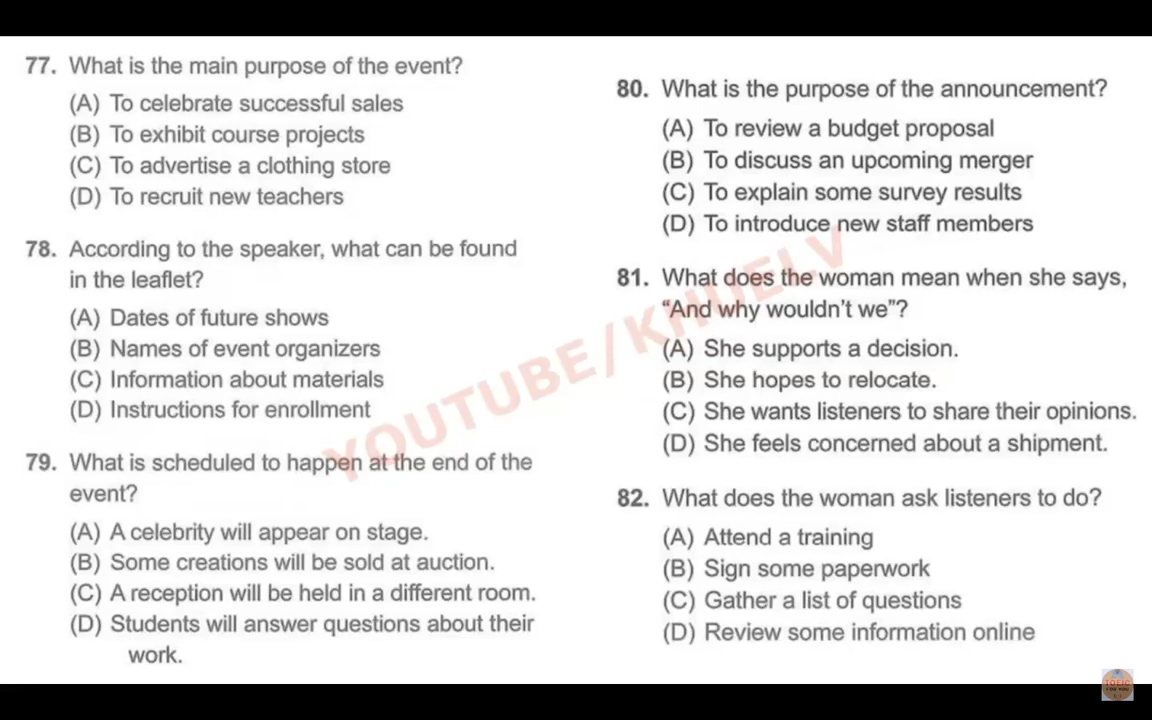 77. What is the main purpose of the event?
(A) To celebrate successful sales
(B) To exhibit course projects
(C) To advertise a clothing store
(D) To recruit new teachers
78. According to the speaker, what can be found
in the leaflet?
(A) Dates of future shows
(B) Names of event organizers
(C) Information about materials
(D) Instructions for enrollment
79. What is scheduled to happen at the end of the
event?
(A) A celebrity will appear on stage.
(B) Some creations will be sold at auction.
(C) A reception will be held in a different room.
(D) Students will answer questions about their
work.
80. What is the purpose of the announcement?
(A) To review a budget proposal
(B) To discuss an upcoming merger
(C) To explain some survey results
(D) To introduce new staff members
81. What does the woman mean when she says,
“And why wouldn’t we”?
(A) She supports a decision.
(B) She hopes to relocate.
(C) She wants listeners to share their opinions.
(D) She feels concerned about a shipment.
82. What does the woman ask listeners to do?
(A) Attend a training
(B) Sign some paperwork
(C) Gather a list of questions
(D) Review some information online
YOUTUBE/KHUELV
TOEIC